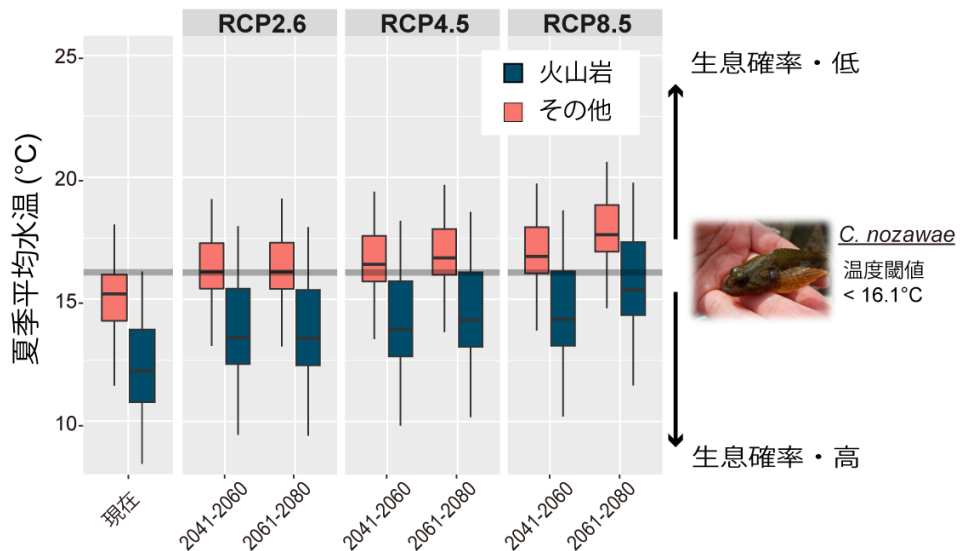 RCP2.6
RCP4.5
RCP8.5
25
20
15
10
夏季平均水温 (°C)
火山岩
その他
生息確率・低
C. nozawae
温度閾値
< 16.1°C
生息確率・高
現在
2041-2060
2061-2080
2041-2060
2061-2080
2041-2060
2061-2080